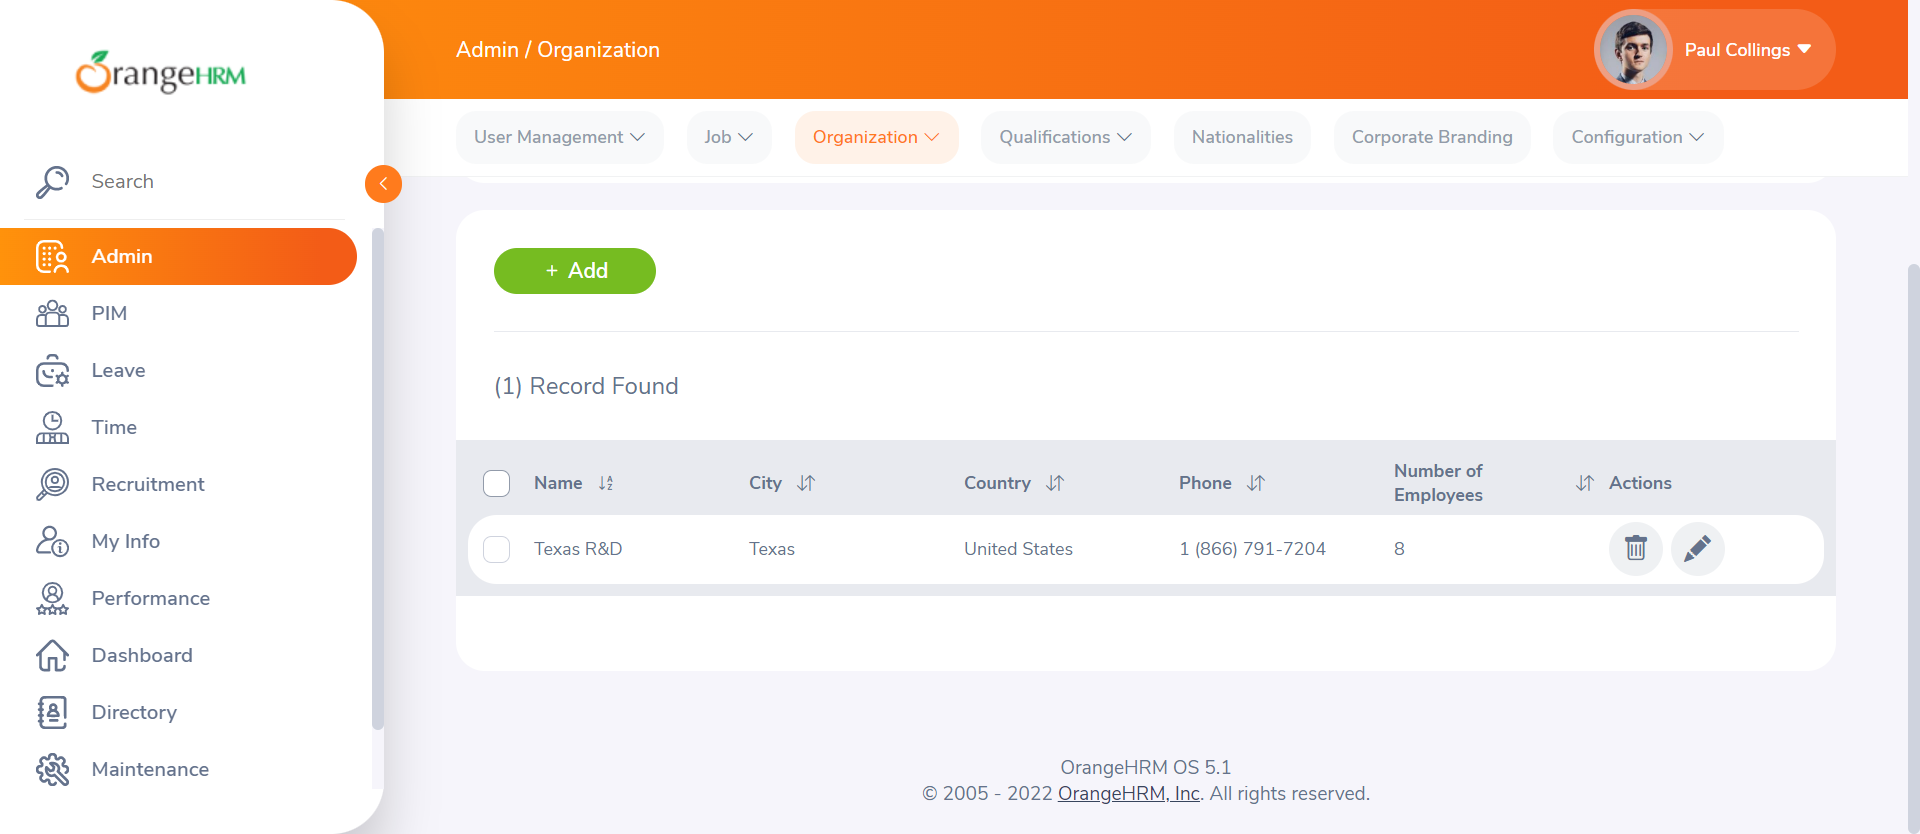 OrangeHRM
Admin / Organization
Paul Collings
User Management
Job
Organization
Qualifications
Nationalities
Corporate Branding
Configuration
Search
Admin
PIM
Leave
Time
Recruitment
My Info
Performance
Dashboard
Directory
Maintenance
+ Add
(1) Record Found
Name
City
Country
Phone
Number of
Employees
Actions
Texas R&D
Texas
United States
1 (866) 791-7204
8
OrangeHRM OS 5.1
© 2005 - 2022 OrangeHRM, Inc. All rights reserved.